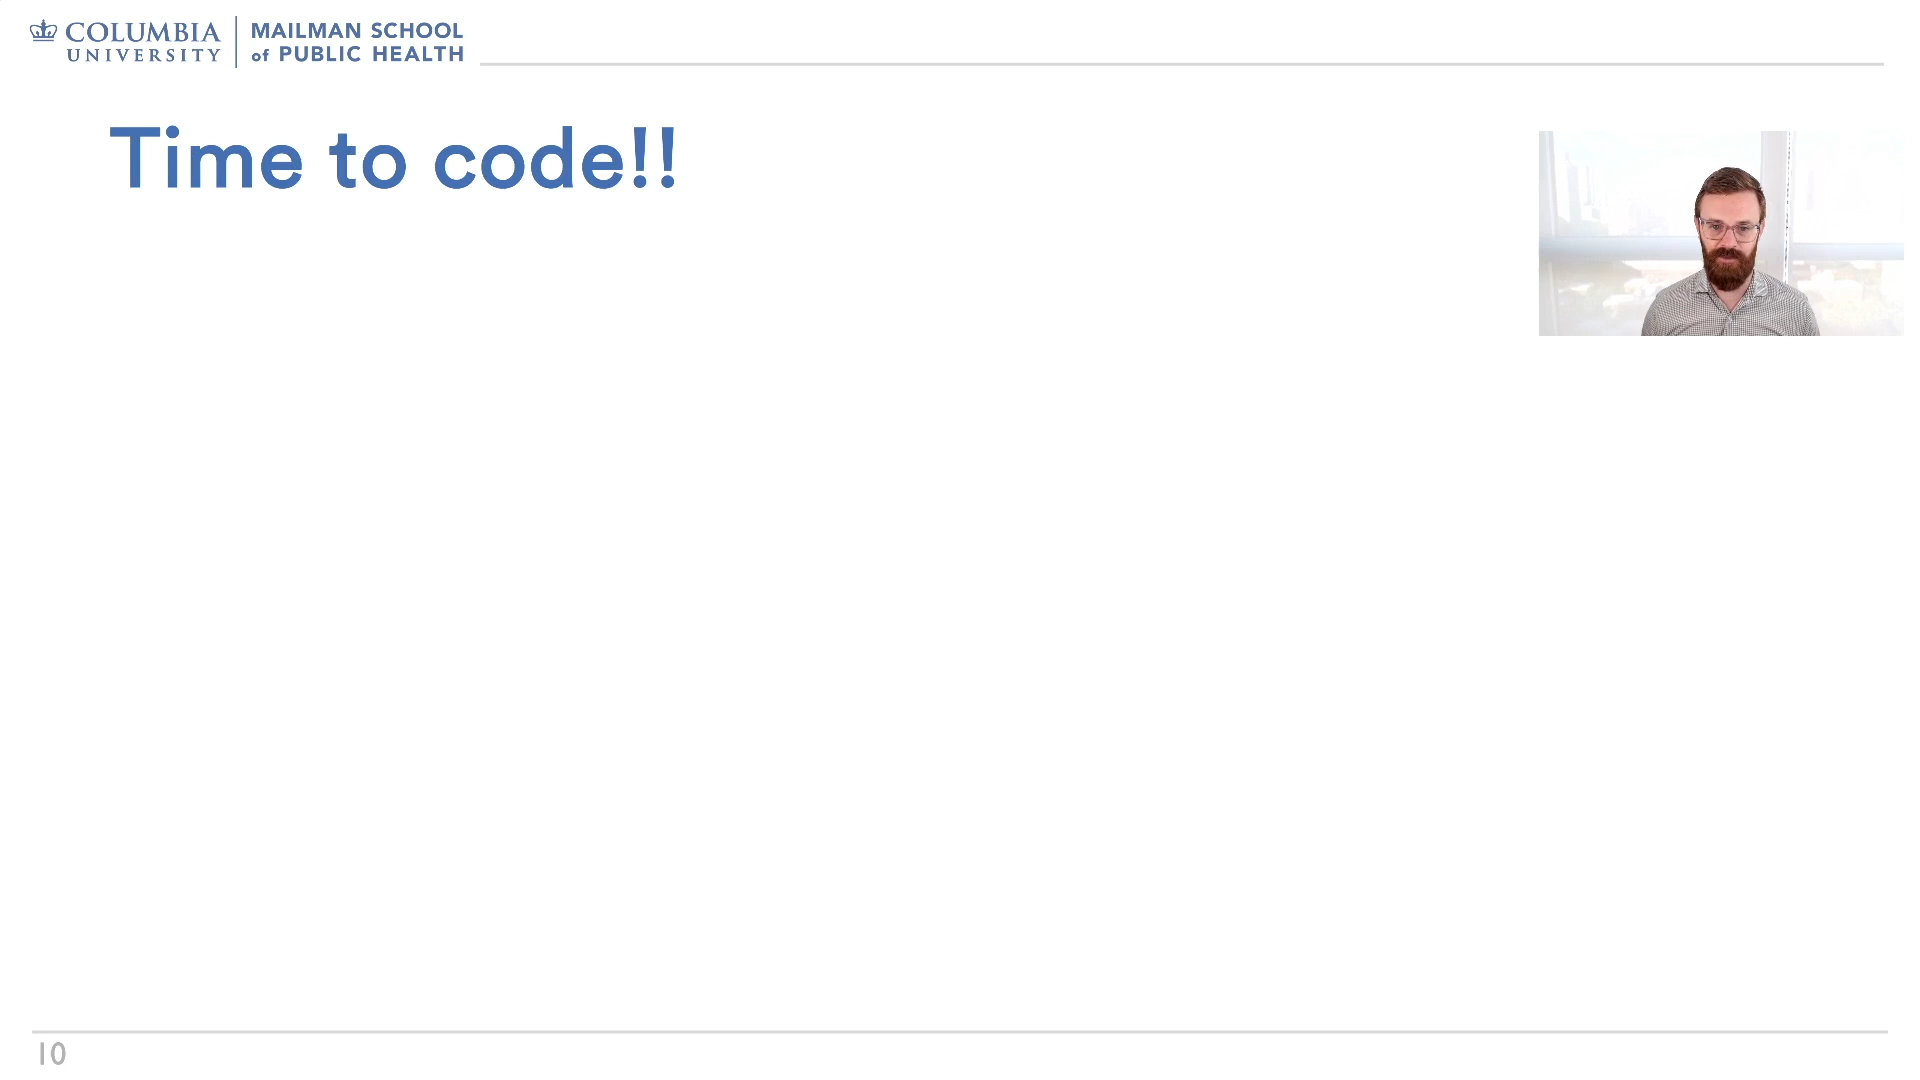 COLUMBIA
UNIVERSITY
MAILMAN SCHOOL
of PUBLIC HEALTH
Time to code!!
10